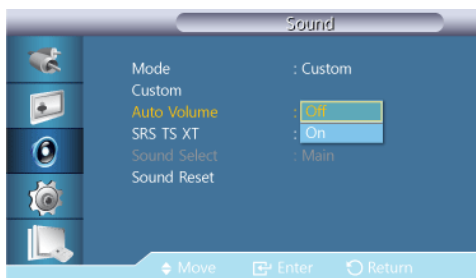 Sound
Mode : Custom
Custom
Auto Volume : Off
SRS TS XT : On
Sound Select : Main
Sound Reset
Move Enter Return